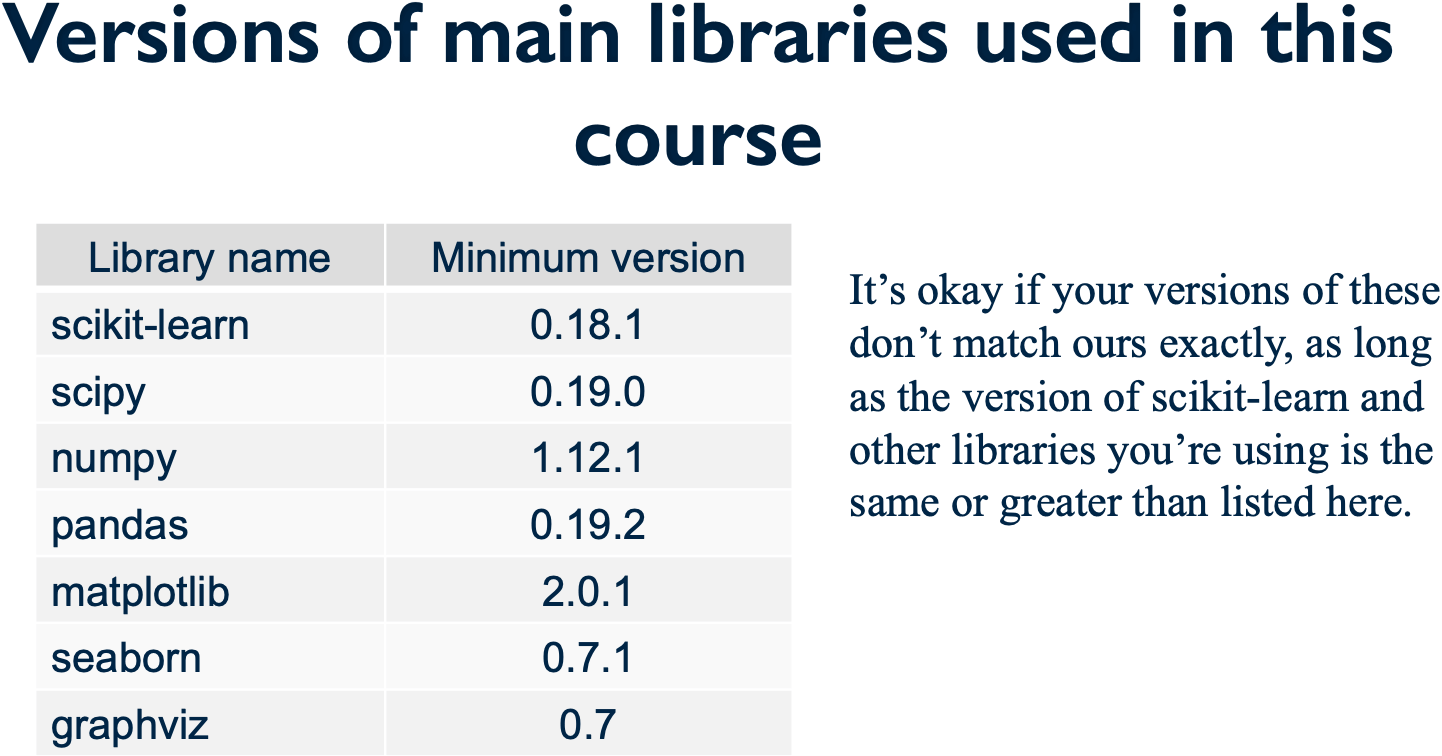 Versions of main libraries used in this
course
Library name Minimum version
scikit-learn 0.18.1
scipy 0.19.0
numpy 1.12.1
pandas 0.19.2
matplotlib 2.0.1
seaborn 0.7.1
graphviz 0.7
It’s okay if your versions of these
don’t match ours exactly, as long
as the version of scikit-learn and
other libraries you’re using is the
same or greater than listed here.